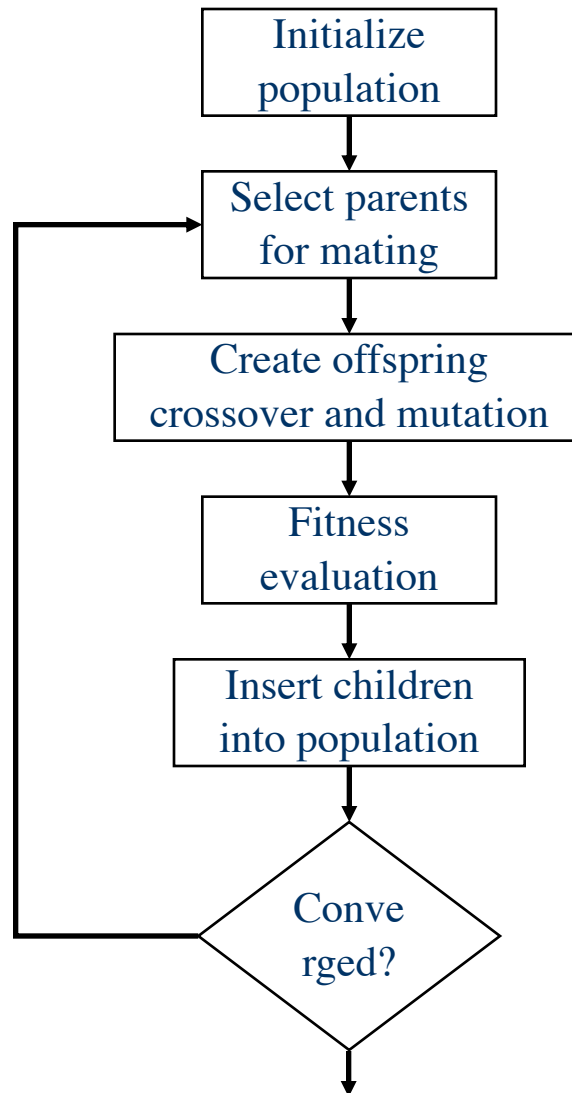 Initialize
population
Select parents
for mating
Create offspring
crossover and mutation
Fitness
evaluation
Insert children
into population
Conve
rged?